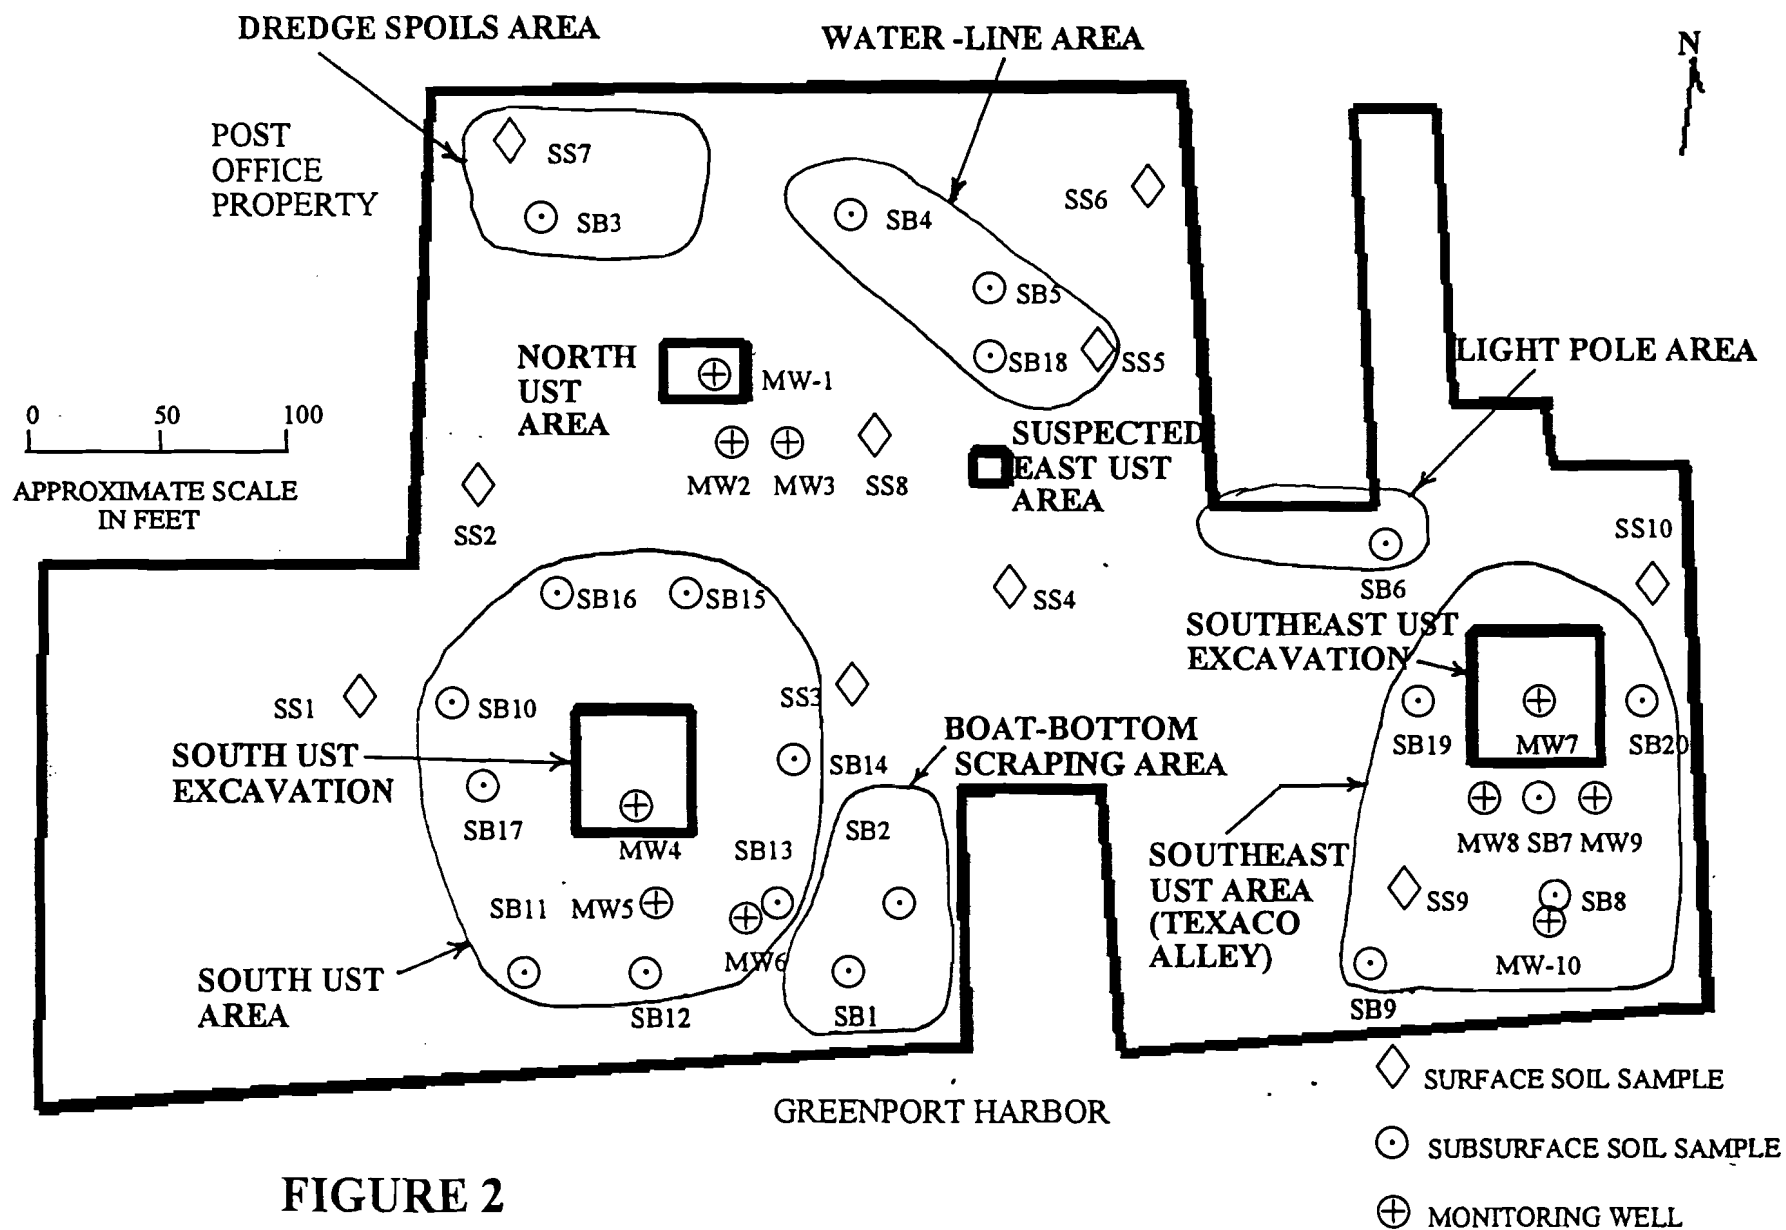 DREDGE SPOILS AREA
WATER -LINE AREA
N
POST
OFFICE
PROPERTY
SS7
SB3
SS6
SB4
SB5
SB18
SS5
LIGHT POLE AREA
NORTH
UST
AREA
MW-1
0 50 100
APPROXIMATE SCALE
IN FEET
MW2
MW3
SS8
SUSPECTED
EAST UST
AREA
SS2
SS10
SB16
SB15
SS4
SB6
SOUTHEAST UST
EXCAVATION
SS1
SB10
SS3
SB19
MW7
SB20
SOUTH UST
EXCAVATION
SB14
BOAT-BOTTOM
SCRAPING AREA
SB17
MW4
SB13
SB2
MW8 SB7 MW9
SOUTHEAST
UST AREA
(TEXACO
ALLEY)
SB11
MW5
SS9
SB8
MW6
MW-10
SOUTH UST
AREA
SB12
SB1
SB9
SURFACE SOIL SAMPLE
GREENPORT HARBOR
SUBSURFACE SOIL SAMPLE
FIGURE 2
MONITORING WELL